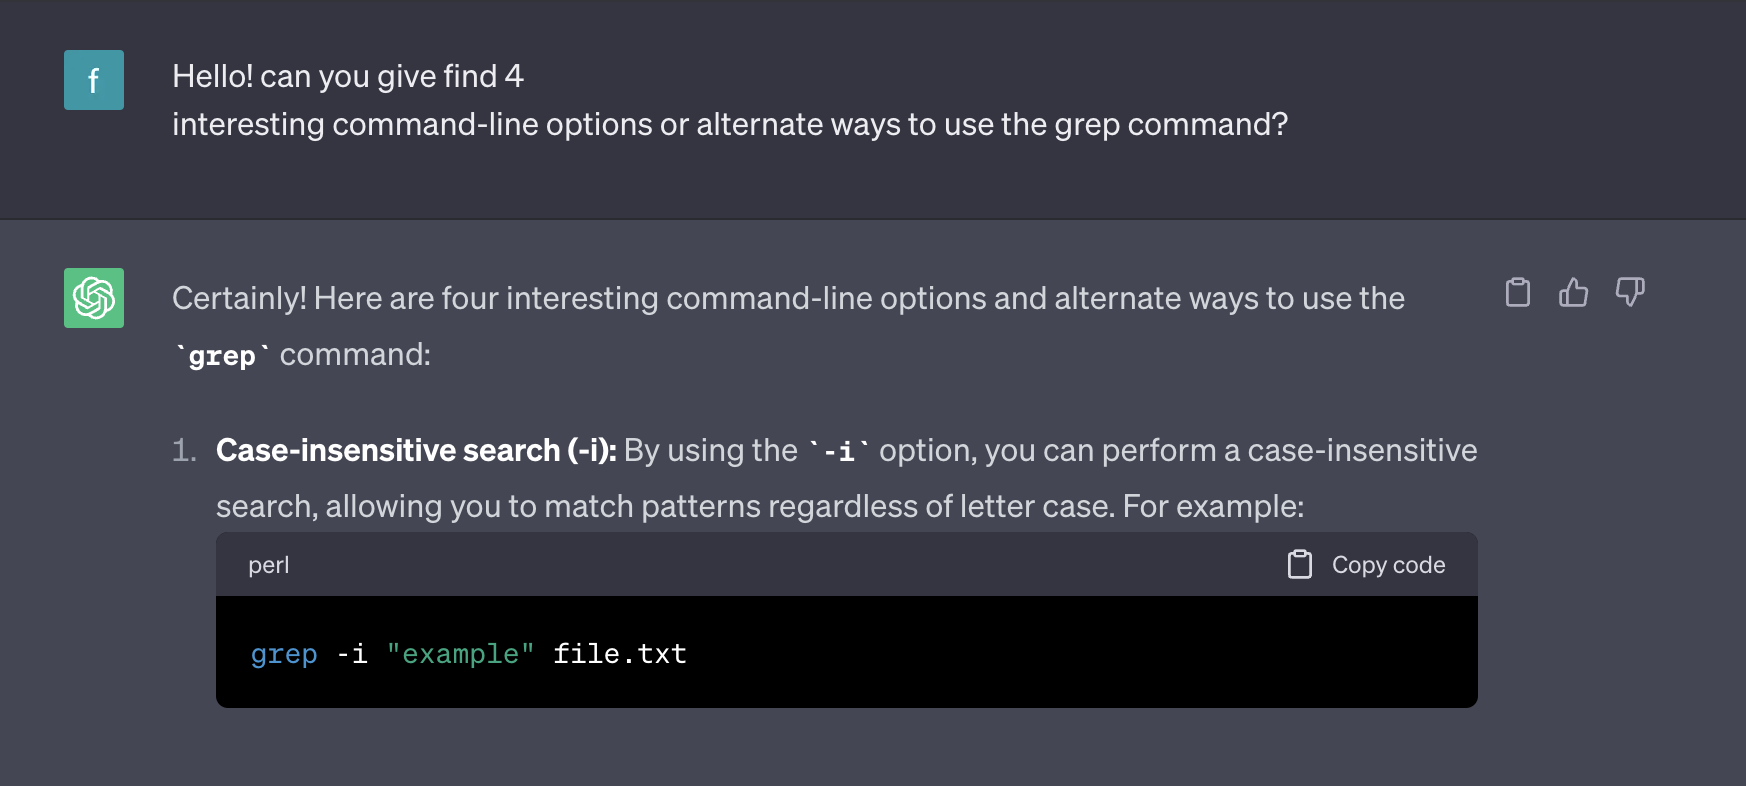 f
Hello! can you give find 4
interesting command-line options or alternate ways to use the grep command?
Certainly! Here are four interesting command-line options and alternate ways to use the
`grep` command:
1. Case-insensitive search (-i): By using the `-i` option, you can perform a case-insensitive
search, allowing you to match patterns regardless of letter case. For example:
perl
Copy code
grep -i "example" file.txt